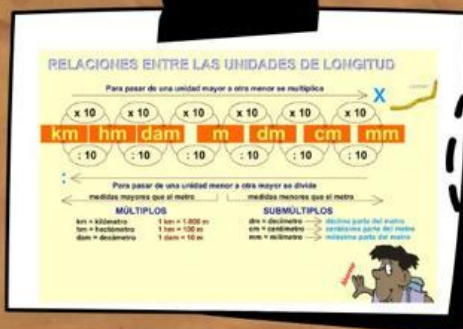 RELACIONES ENTRE LAS UNIDADES DE LONGITUD
Para pasar de una unidad mayor a otra menor se multiplica
X
x 10 x 10 x 10 x 10 x 10 x 10
km hm dam m dm cm mm
: 10 : 10 : 10 : 10 : 10 : 10
:
Para pasar de una unidad menor a otra mayor se divide
medidas mayores que el metro medidas menores que el metro
MÚLTIPLOS SUBMÚLTIPLOS
km = kilómetro 1 km = 1 000 m dm = decímetro décima parte del metro
hm = hectómetro 1 hm = 100 m cm = centímetro centésima parte del metro
dam = decámetro 1 dam = 10 m mm = milímetro milésima parte del metro